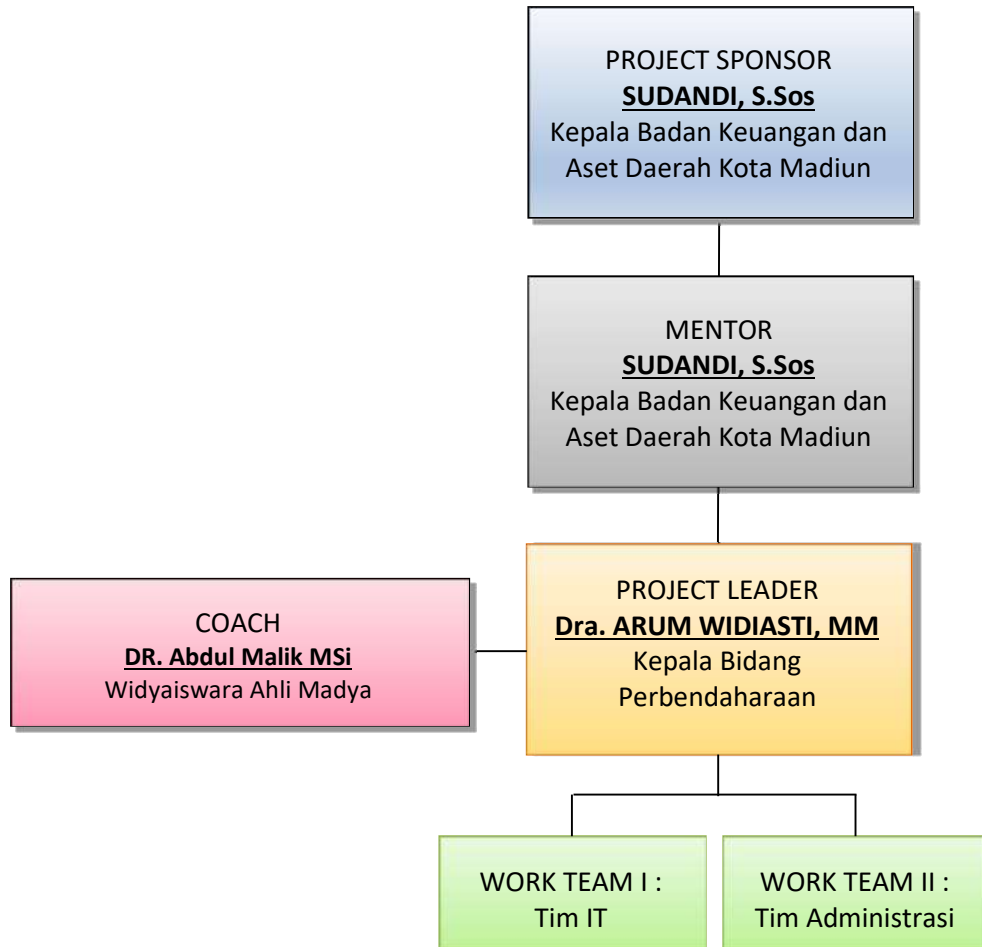 PROJECT SPONSOR
SUDANDI, S.Sos
Kepala Badan Keuangan dan
Aset Daerah Kota Madiun
MENTOR
SUDANDI, S.Sos
Kepala Badan Keuangan dan
Aset Daerah Kota Madiun
COACH
DR. Abdul Malik MSi
Widyaiswara Ahli Madya
PROJECT LEADER
Dra. ARUM WIDIASTI, MM
Kepala Bidang
Perbendaharaan
WORK TEAM I :
Tim IT
WORK TEAM II :
Tim Administrasi